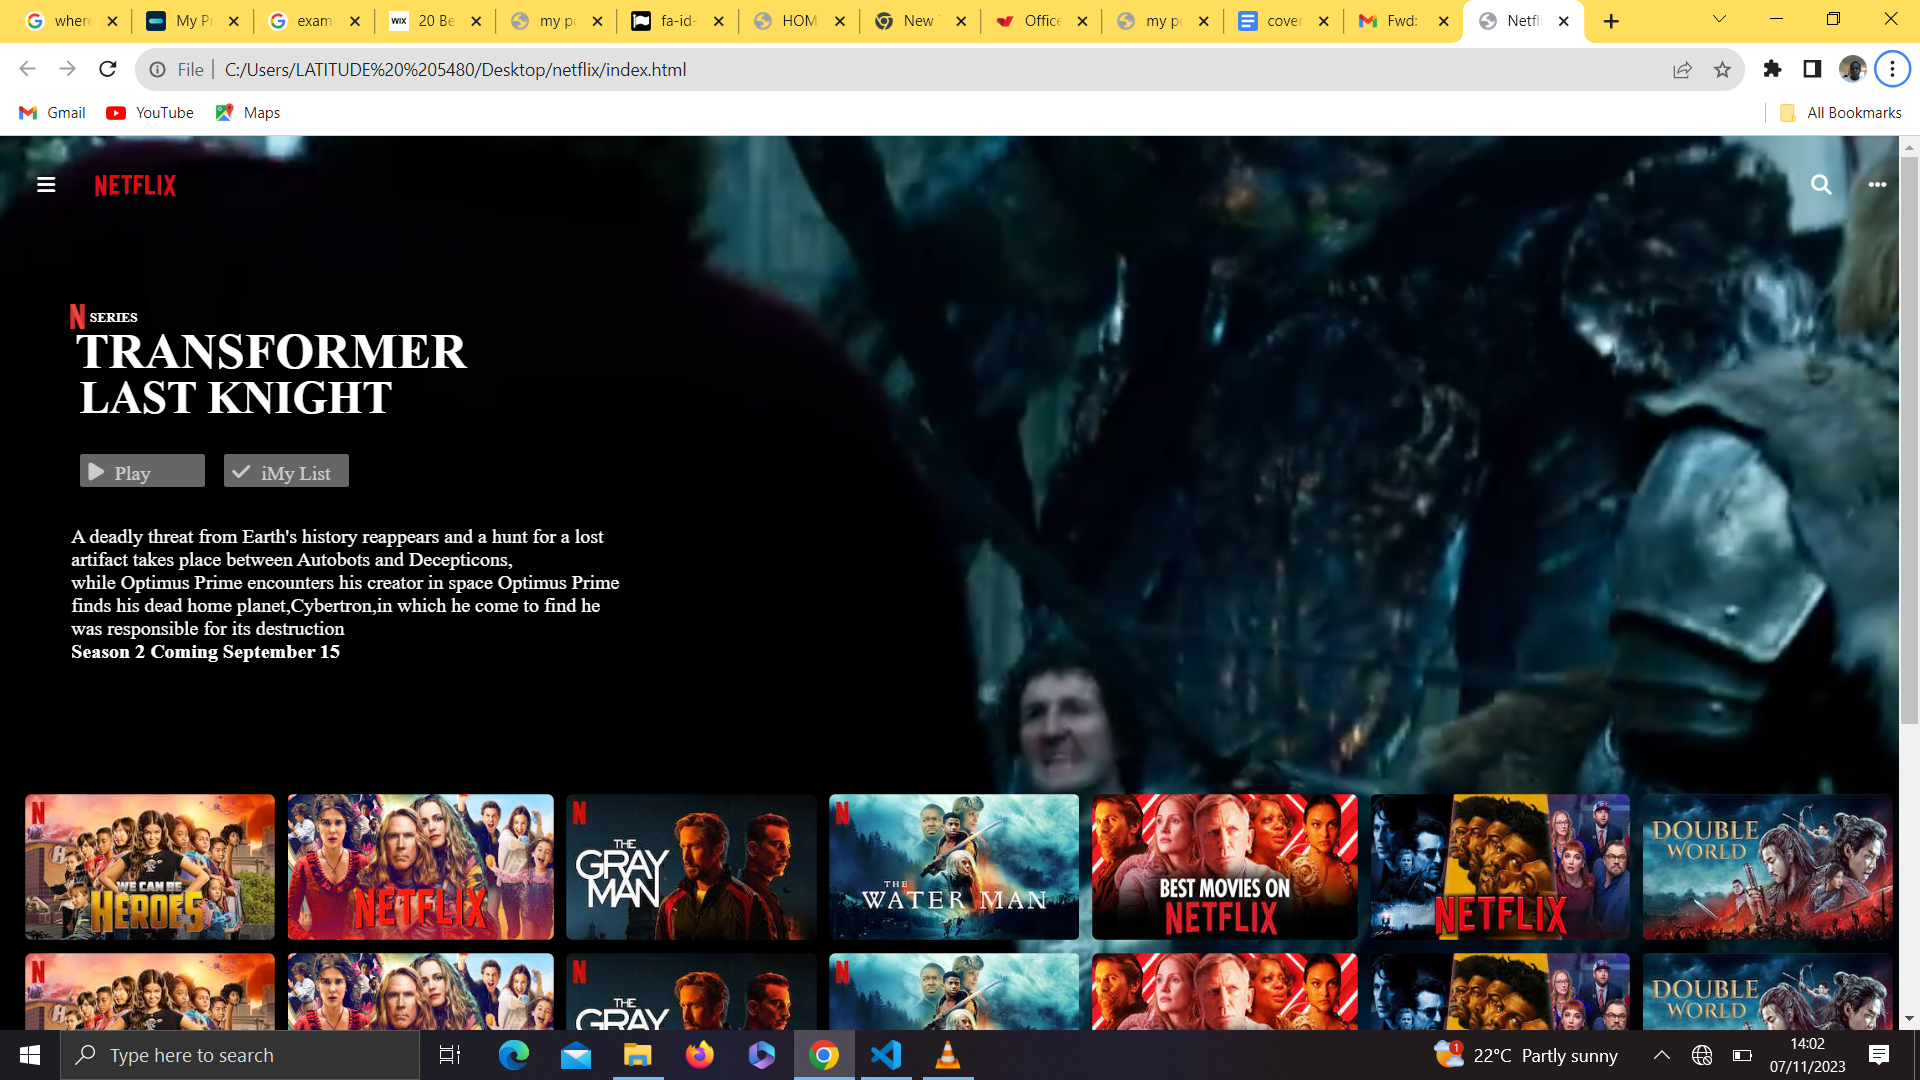 where
My Pr
exam
WIX 20 Be
my po
fa-id-
HOM
New T
Office
my po
cover
Fwd:
Netfli
File C:/Users/LATITUDE%20%205480/Desktop/netflix/index.html
Gmail YouTube Maps All Bookmarks
NETFLIX
N SERIES
TRANSFORMER
LAST KNIGHT
Play iMy List
A deadly threat from Earth's history reappears and a hunt for a lost
artifact takes place between Autobots and Decepticons,
while Optimus Prime encounters his creator in space Optimus Prime
finds his dead home planet,Cybertron,in which he come to find he
was responsible for its destruction
Season 2 Coming September 15
N
WE CAN BE
HEROES
NETFLIX
N
THE
GRAY
MAN
N
THE
WATER MAN
BEST MOVIES ON
NETFLIX
NETFLIX
DOUBLE
WORLD
N
N
THE
GRAY
N
DOUBLE
WORLD
Type here to search
1
22°C Partly sunny
14:02
07/11/2023